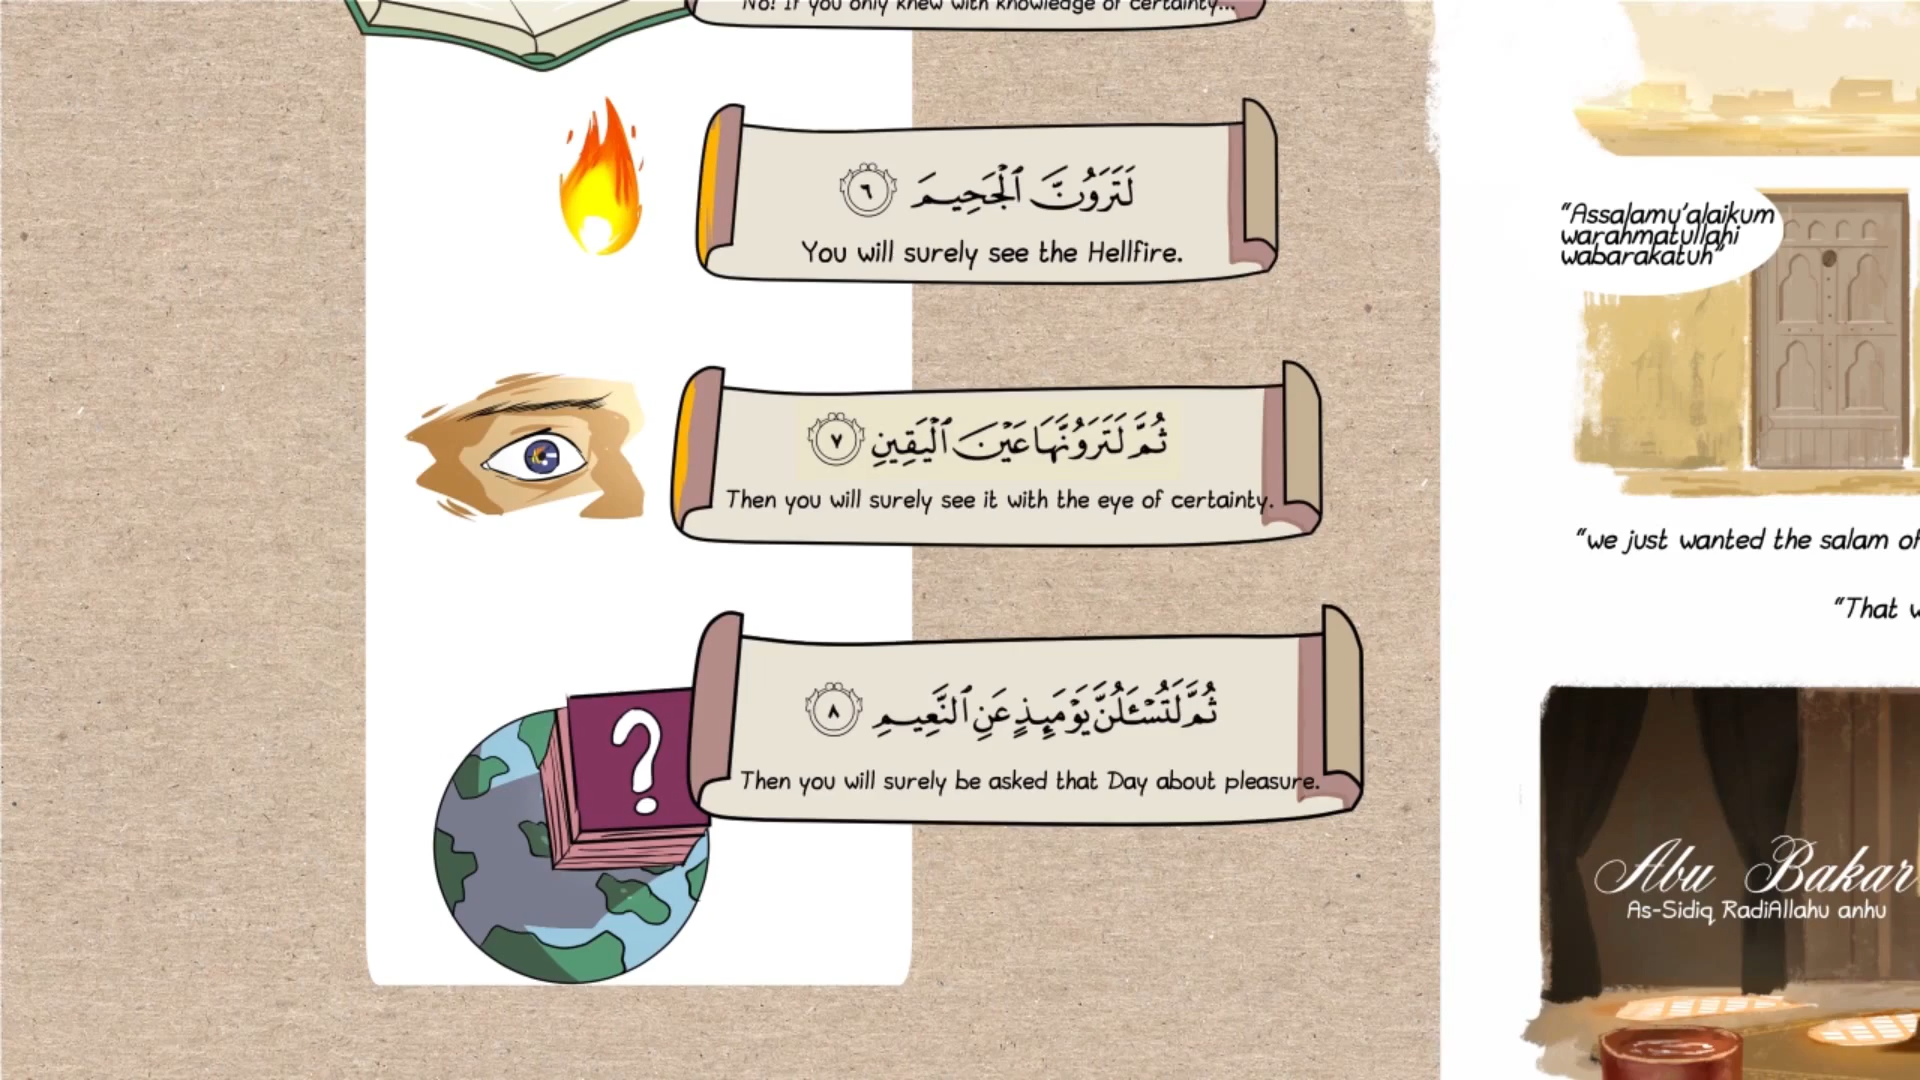 No! If you only knew with knowledge of certainty...
لَتَرَوُنَّ ٱلْجَحِيمَ ٦
You will surely see the Hellfire.
ثُمَّ لَتَرَوُنَّهَا عَيْنَ ٱلْيَقِينِ ٧
Then you will surely see it with the eye of certainty.
ثُمَّ لَتُسْـَٔلُنَّ يَوْمَئِذٍ عَنِ ٱلنَّعِيمِ ٨
Then you will surely be asked that Day about pleasure.
?
"Assalamu'alaikum
warahmatullahi
wabarakatuh"
"we just wanted the salam of
"That w
Abu Bakar
As-Sidiq RadiAllahu anhu